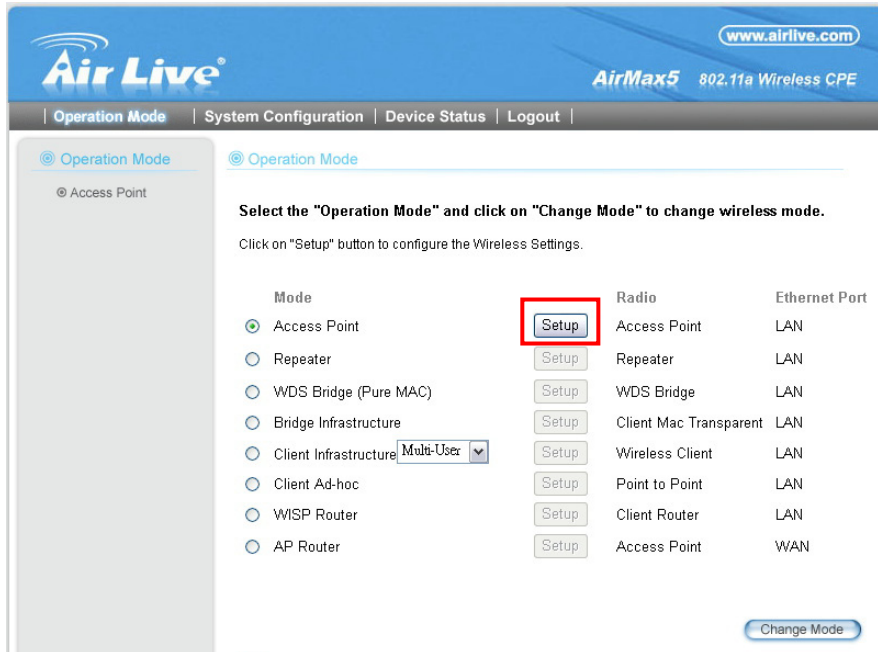 www.airlive.com
Air Live®
AirMax5 802.11a Wireless CPE
Operation Mode | System Configuration | Device Status | Logout |
Operation Mode
Access Point
Operation Mode
Select the "Operation Mode" and click on "Change Mode" to change wireless mode.
Click on "Setup" button to configure the Wireless Settings.
Mode Radio Ethernet Port
Access Point Setup Access Point LAN
Repeater Setup Repeater LAN
WDS Bridge (Pure MAC) Setup WDS Bridge LAN
Bridge Infrastructure Setup Client Mac Transparent LAN
Client Infrastructure Multi-User Setup Wireless Client LAN
Client Ad-hoc Setup Point to Point LAN
WISP Router Setup Client Router LAN
AP Router Setup Access Point WAN
Change Mode